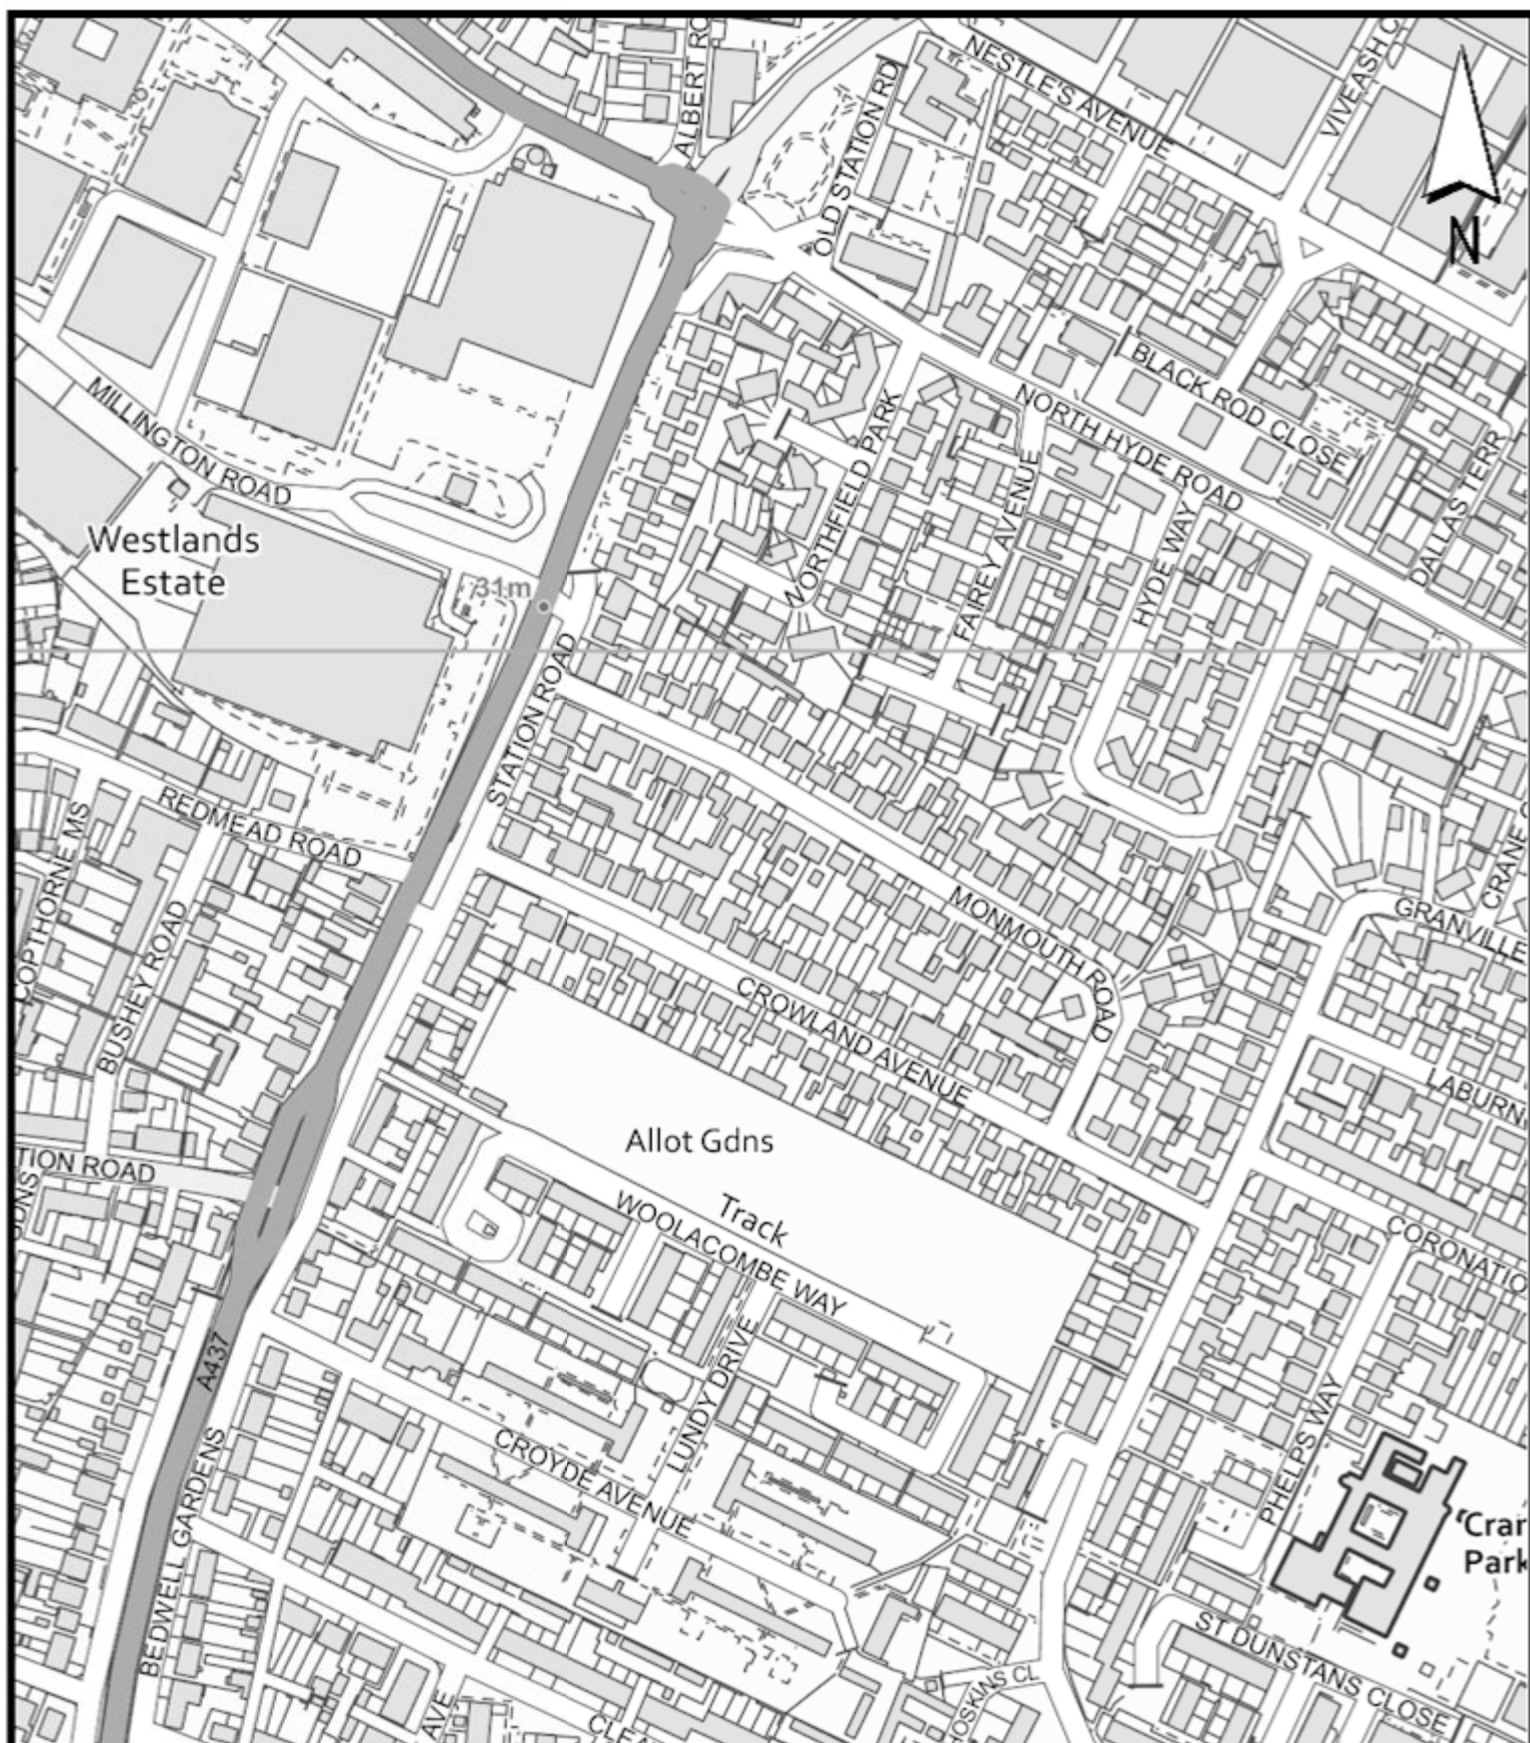 ALBERT RO
NESTLE'S AVENUE
VIVEASH C
OLD STATION RD
N
BLACK ROD CLOSE
NORTH HYDE ROAD
NORTHFIELD PARK
FAIREY AVENUE
HYDE WAY
DALLAS TERR
MILLINGTON ROAD
Westlands
Estate
31m
STATION ROAD
REDMEAD ROAD
COPTHORNE MS
BUSHEY ROAD
MONMOUTH ROAD
GRANVILLE
CRANE
CROWLAND AVENUE
LABURN
Allot Gdns
TION ROAD
GDNS
Track
WOOLACOMBE WAY
CORONATIO
A437
LUNDY DRIVE
PHELPS WAY
CROYDE AVENUE
BEDWELL GARDENS
'Cran
Park
ST DUNSTANS CLOSE
OSKINS CL
AVE
CLE